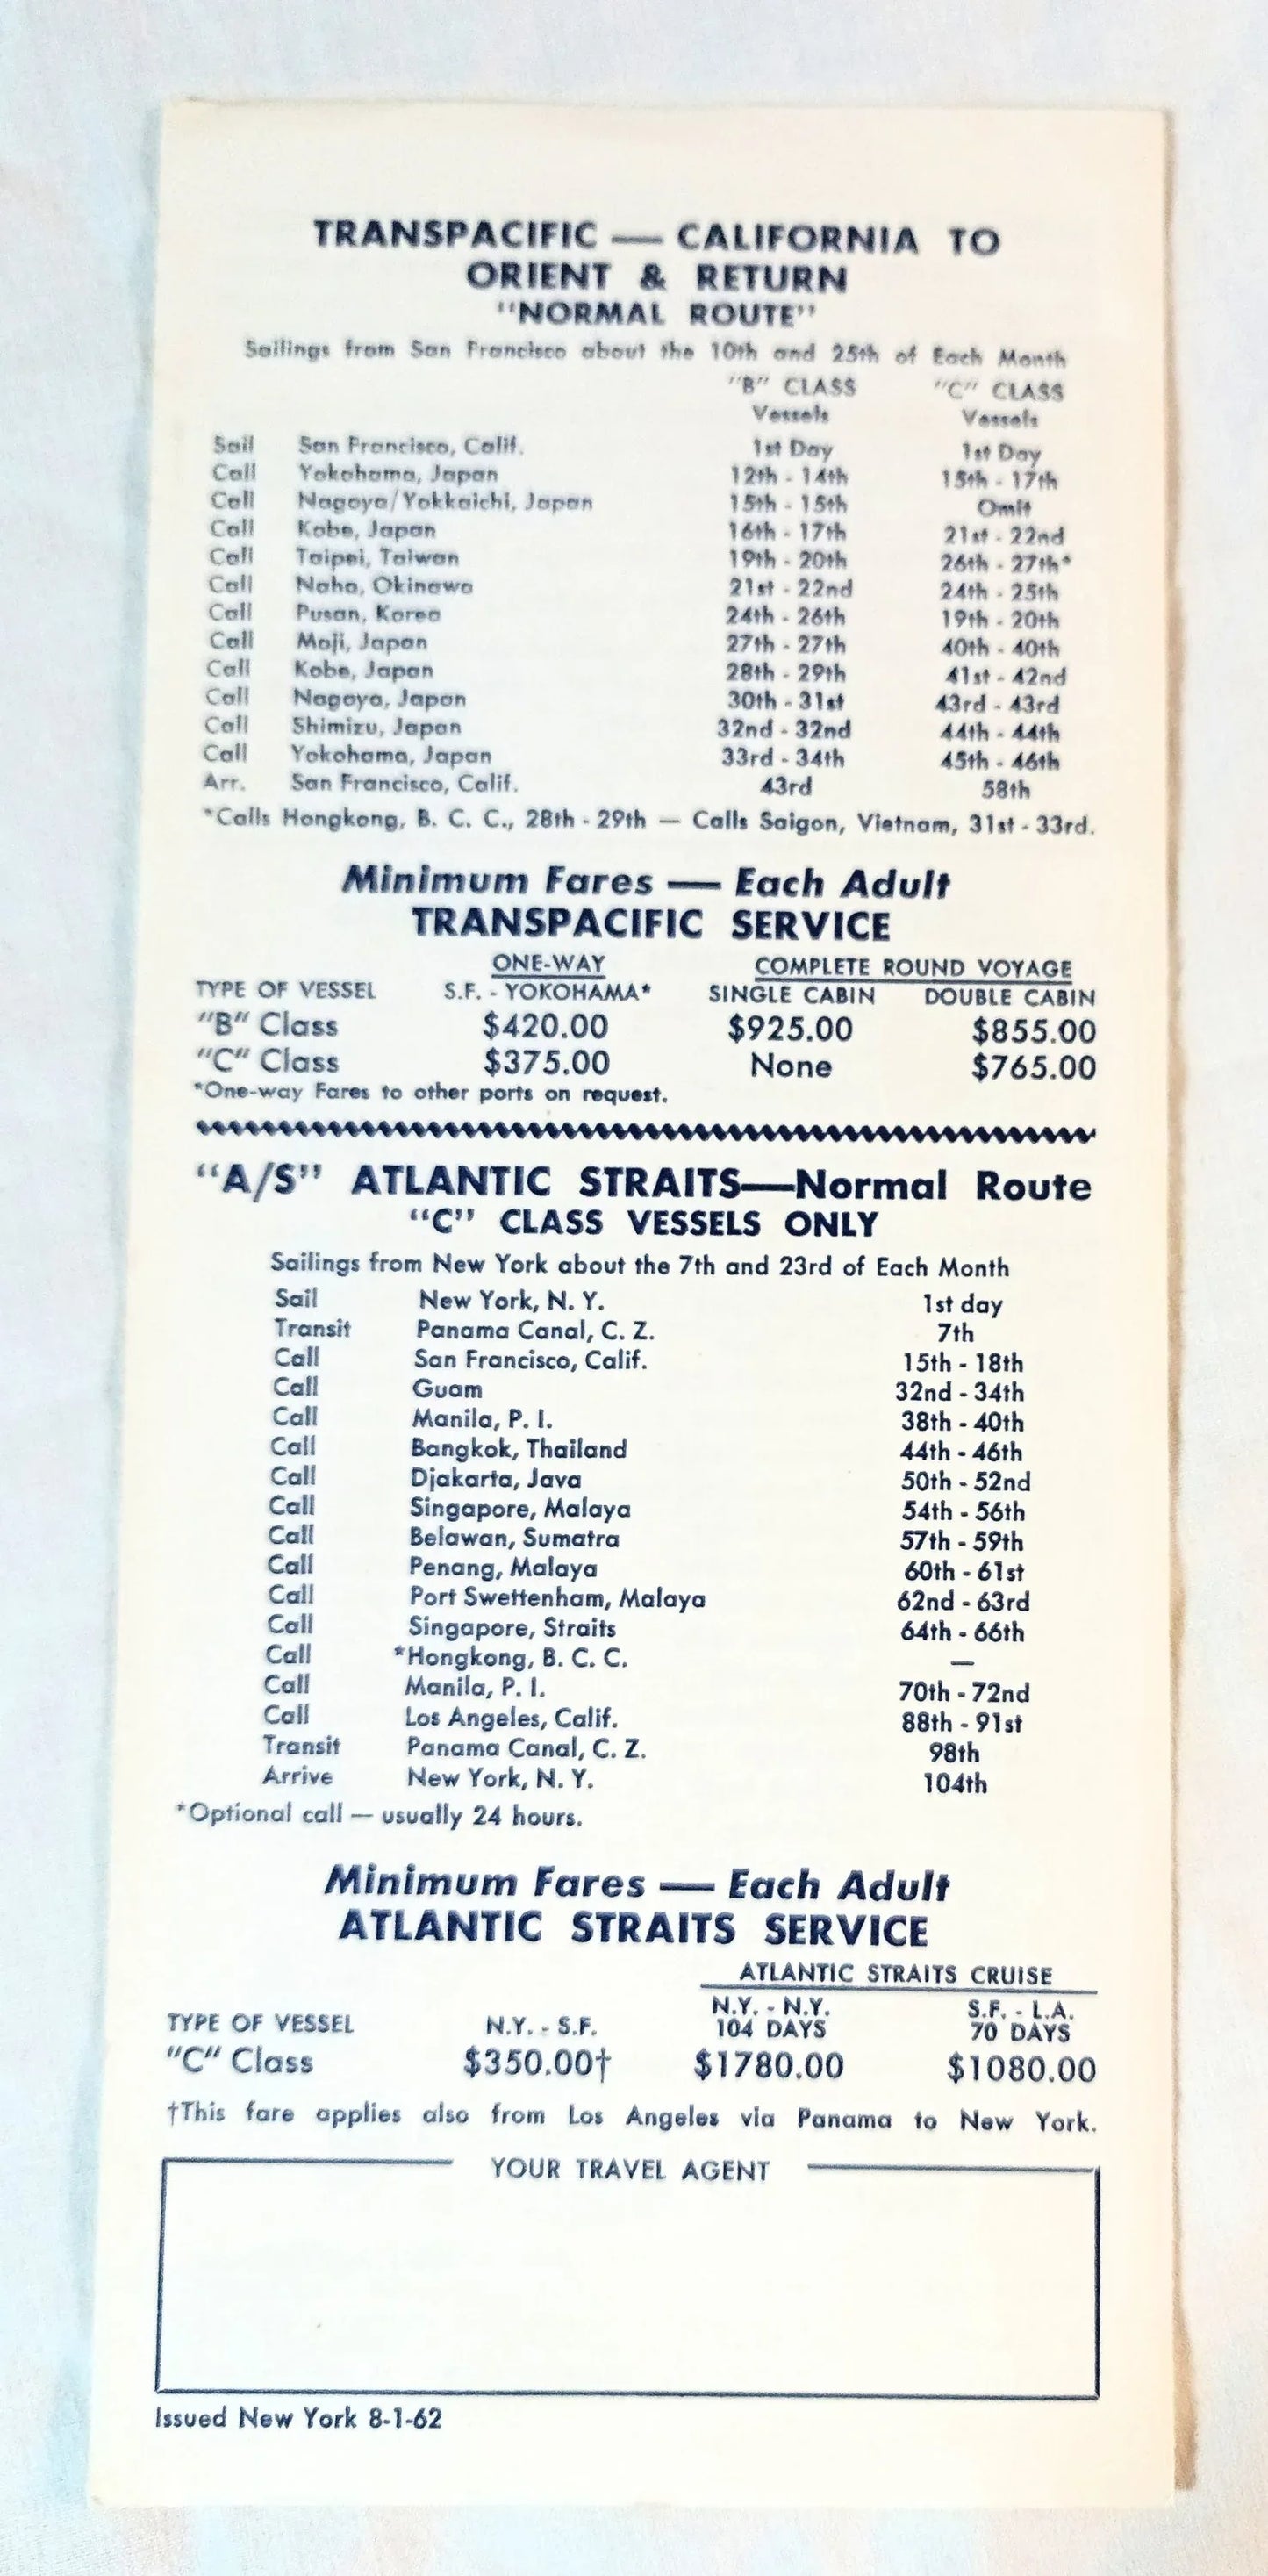 TRANSPACIFIC — CALIFORNIA TO
ORIENT & RETURN
"NORMAL ROUTE"
Sailings from San Francisco about the 10th and 25th of Each Month
"B" CLASS "C" CLASS
Vessels Vessels
Sail San Francisco, Calif. 1st Day 1st Day
Call Yokohama, Japan 12th - 14th 15th - 17th
Call Nagoya/Yokkaichi, Japan 15th - 15th Omit
Call Kobe, Japan 16th - 17th 21st - 22nd
Call Taipei, Taiwan 19th - 20th 26th - 27th*
Call Naha, Okinawa 21st - 22nd 24th - 25th
Call Pusan, Korea 24th - 26th 19th - 20th
Call Moji, Japan 27th - 27th 40th - 40th
Call Kobe, Japan 28th - 29th 41st - 42nd
Call Nagoya, Japan 30th - 31st 43rd - 43rd
Call Shimizu, Japan 32nd - 32nd 44th - 44th
Call Yokohama, Japan 33rd - 34th 45th - 46th
Arr. San Francisco, Calif. 43rd 58th
*Calls Hongkong, B. C. C., 28th - 29th — Calls Saigon, Vietnam, 31st - 33rd.
Minimum Fares — Each Adult
TRANSPACIFIC SERVICE
ONE-WAY COMPLETE ROUND VOYAGE
TYPE OF VESSEL S.F. - YOKOHAMA* SINGLE CABIN DOUBLE CABIN
"B" Class $420.00 $925.00 $855.00
"C" Class $375.00 None $765.00
*One-way Fares to other ports on request.
"A/S" ATLANTIC STRAITS—Normal Route
"C" CLASS VESSELS ONLY
Sailings from New York about the 7th and 23rd of Each Month
Sail New York, N. Y. 1st day
Transit Panama Canal, C. Z. 7th
Call San Francisco, Calif. 15th - 18th
Call Guam 32nd - 34th
Call Manila, P. I. 38th - 40th
Call Bangkok, Thailand 44th - 46th
Call Djakarta, Java 50th - 52nd
Call Singapore, Malaya 54th - 56th
Call Belawan, Sumatra 57th - 59th
Call Penang, Malaya 60th - 61st
Call Port Swettenham, Malaya 62nd - 63rd
Call Singapore, Straits 64th - 66th
Call *Hongkong, B. C. C. —
Call Manila, P. I. 70th - 72nd
Call Los Angeles, Calif. 88th - 91st
Transit Panama Canal, C. Z. 98th
Arrive New York, N. Y. 104th
*Optional call — usually 24 hours.
Minimum Fares — Each Adult
ATLANTIC STRAITS SERVICE
ATLANTIC STRAITS CRUISE
N.Y. - N.Y. S.F. - L.A.
TYPE OF VESSEL N.Y. - S.F. 104 DAYS 70 DAYS
"C" Class $350.00† $1780.00 $1080.00
†This fare applies also from Los Angeles via Panama to New York.
YOUR TRAVEL AGENT
Issued New York 8-1-62